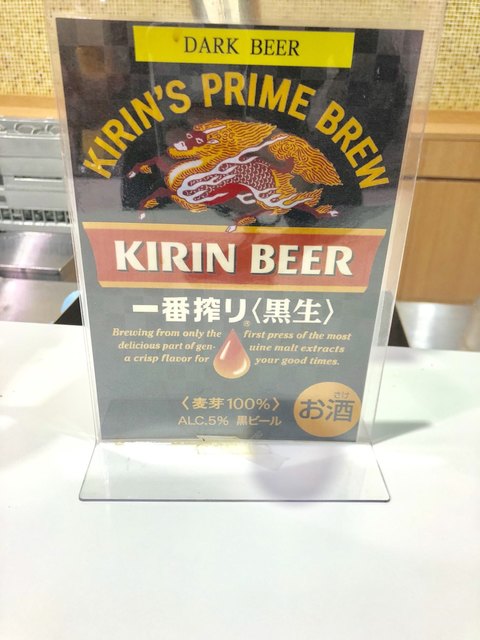 DARK BEER
KIRIN'S PRIME BREW
KIRIN BEER
一番搾り〈黒生〉
®
Brewing from only the first press of the most
delicious part of gen- uine malt extracts
a crisp flavor for your good times.
〈麦芽100%〉
ALC.5% 黒ビール
さけ
お酒